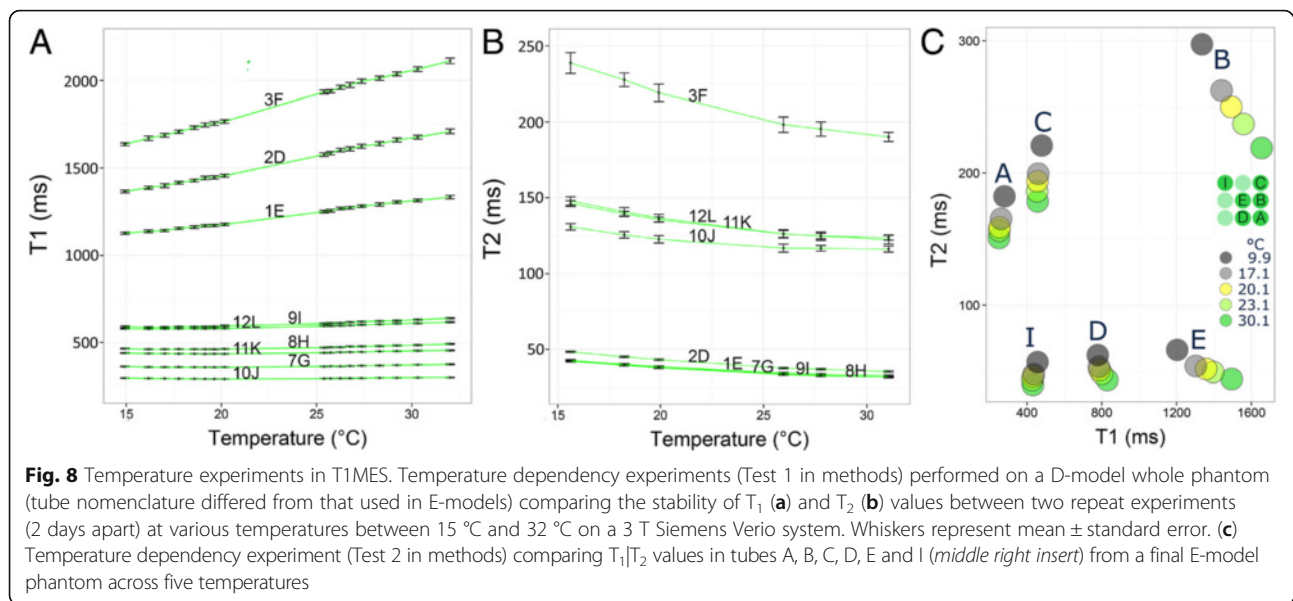 A
T1 (ms)
2000
1500
1000
500
3F
2D
1E
12L
9I
11K
8H
7G
10J
15
20
25
30
Temperature (°C)
B
T2 (ms)
250
200
150
100
50
3F
12L
11K
10J
2D
1E
7G
9I
8H
15
20
25
30
Temperature (°C)
C
T2 (ms)
300
200
100
A
C
B
I
D
E
I C
E B
D A
°C
9.9
17.1
20.1
23.1
30.1
400
800
1200
1600
T1 (ms)
Fig. 8 Temperature experiments in T1MES. Temperature dependency experiments (Test 1 in methods) performed on a D-model whole phantom
(tube nomenclature differed from that used in E-models) comparing the stability of T₁ (a) and T₂ (b) values between two repeat experiments
(2 days apart) at various temperatures between 15 °C and 32 °C on a 3 T Siemens Verio system. Whiskers represent mean ± standard error. (c)
Temperature dependency experiment (Test 2 in methods) comparing T₁|T₂ values in tubes A, B, C, D, E and I (middle right insert) from a final E-model
phantom across five temperatures